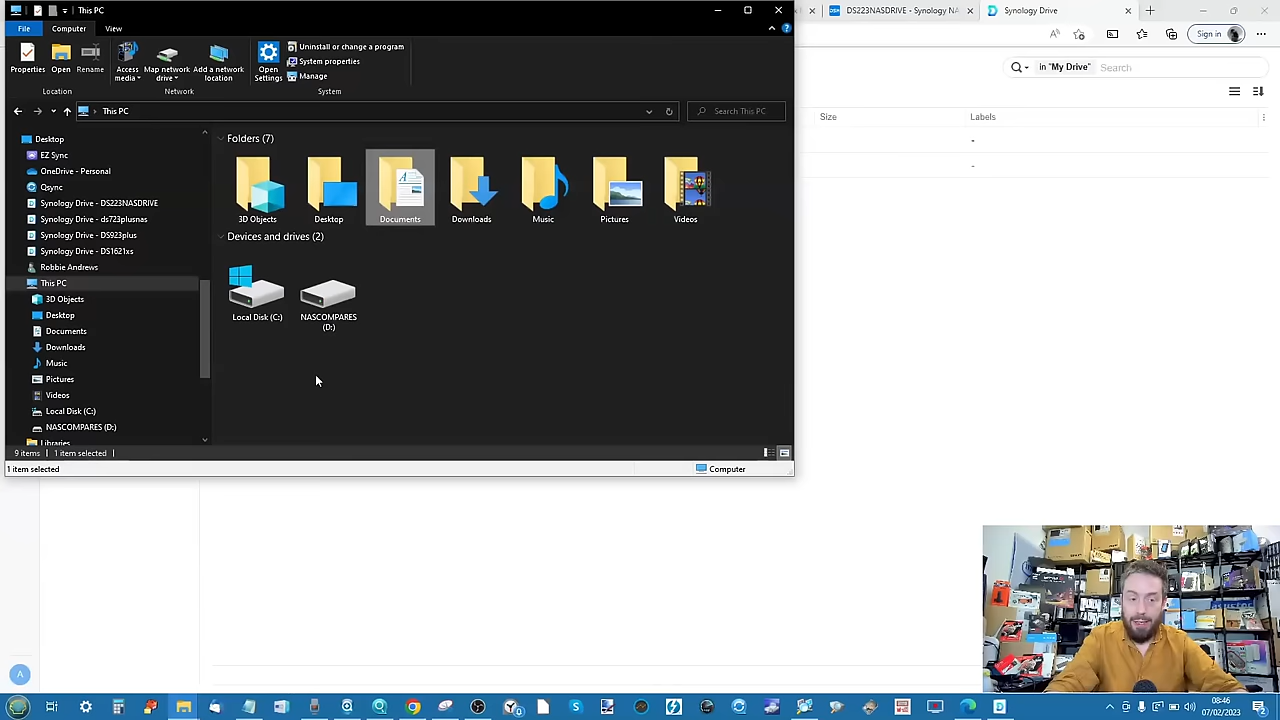 This PC
DS223NASDRIVE - Synology NA
Synology Drive
File
Computer
View
Sign in
Properties
Open
Rename
Access media
Map network drive
Add a network location
Open Settings
Uninstall or change a program
System properties
Manage
Location
Network
System
in "My Drive"
Search
This PC
Search This PC
Size
Labels
-
-
Desktop
EZ Sync
OneDrive - Personal
Qsync
Synology Drive - DS223NASDRIVE
Synology Drive - ds723plusnas
Synology Drive - DS923plus
Synology Drive - DS1621xs
Robbie Andrews
This PC
3D Objects
Desktop
Documents
Downloads
Music
Pictures
Videos
Local Disk (C:)
NASCOMPARES (D:)
Libraries
Folders (7)
3D Objects
Desktop
Documents
Downloads
Music
Pictures
Videos
Devices and drives (2)
Local Disk (C:)
NASCOMPARES (D:)
9 items
1 item selected
1 item selected
Computer
A
08:46
07/02/2023